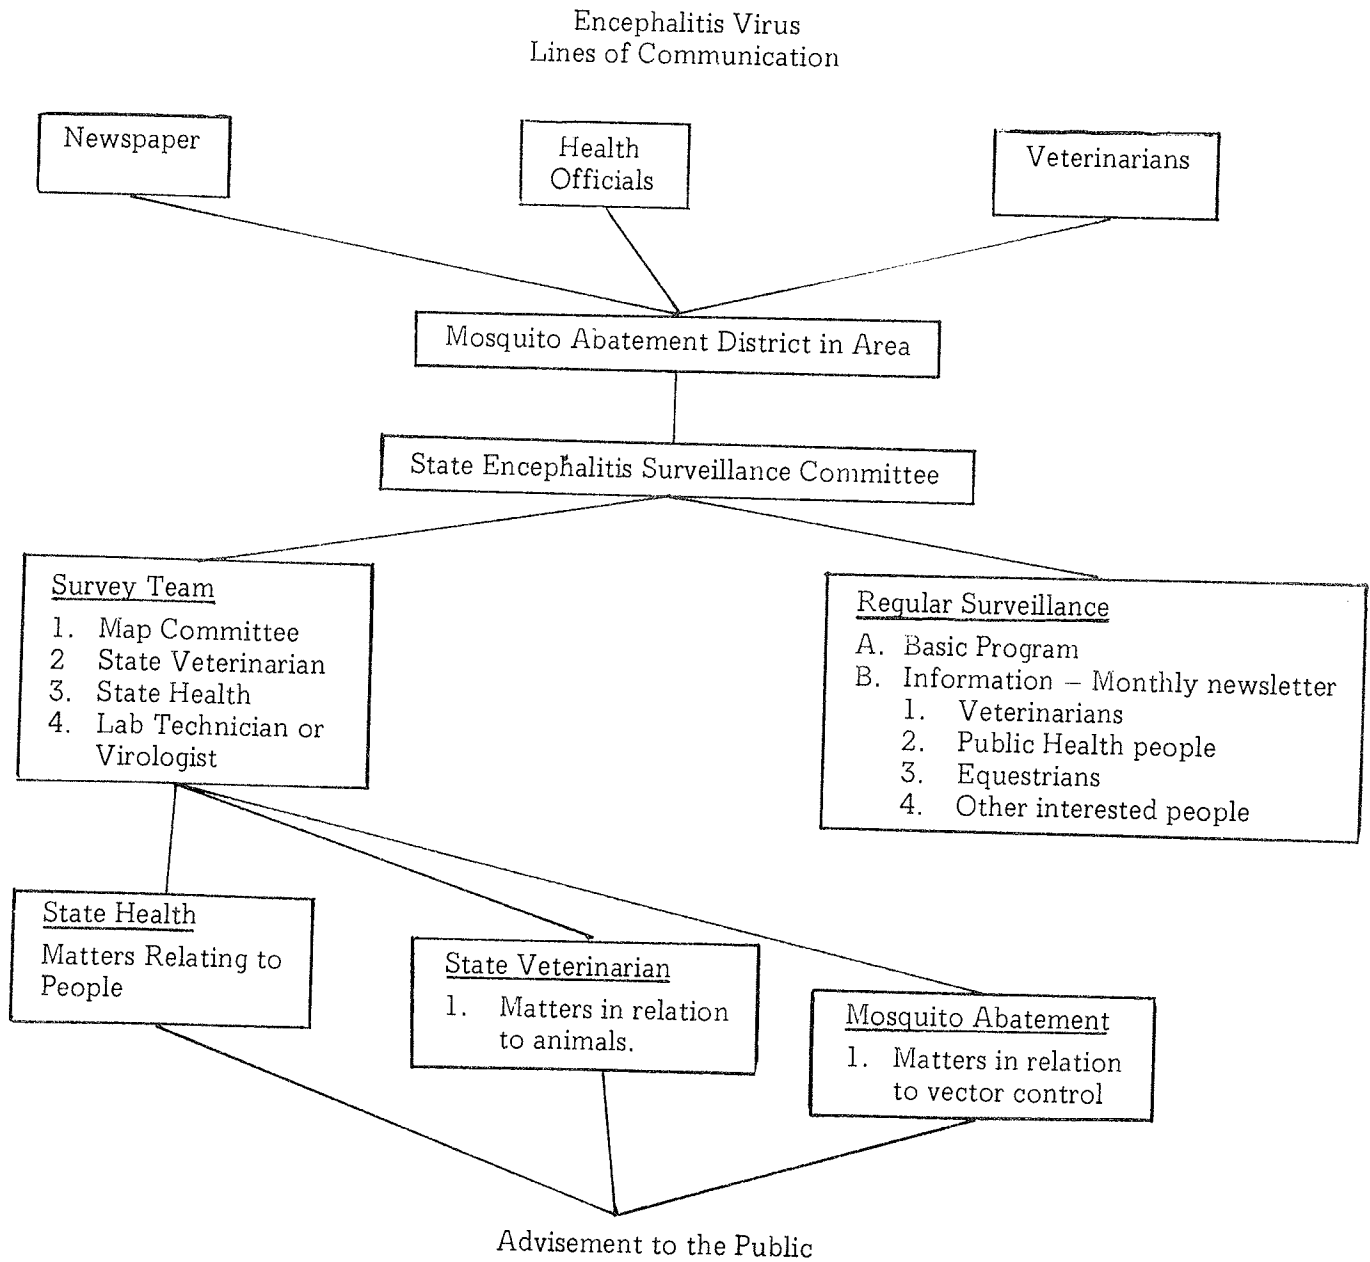 Encephalitis Virus
Lines of Communication
Newspaper
Health
Officials
Veterinarians
Mosquito Abatement District in Area
State Encephalitis Surveillance Committee
Survey Team
1. Map Committee
2 State Veterinarian
3. State Health
4. Lab Technician or
Virologist
Regular Surveillance
A. Basic Program
B. Information – Monthly newsletter
1. Veterinarians
2. Public Health people
3. Equestrians
4. Other interested people
State Health
Matters Relating to
People
State Veterinarian
1. Matters in relation
to animals.
Mosquito Abatement
1. Matters in relation
to vector control
Advisement to the Public